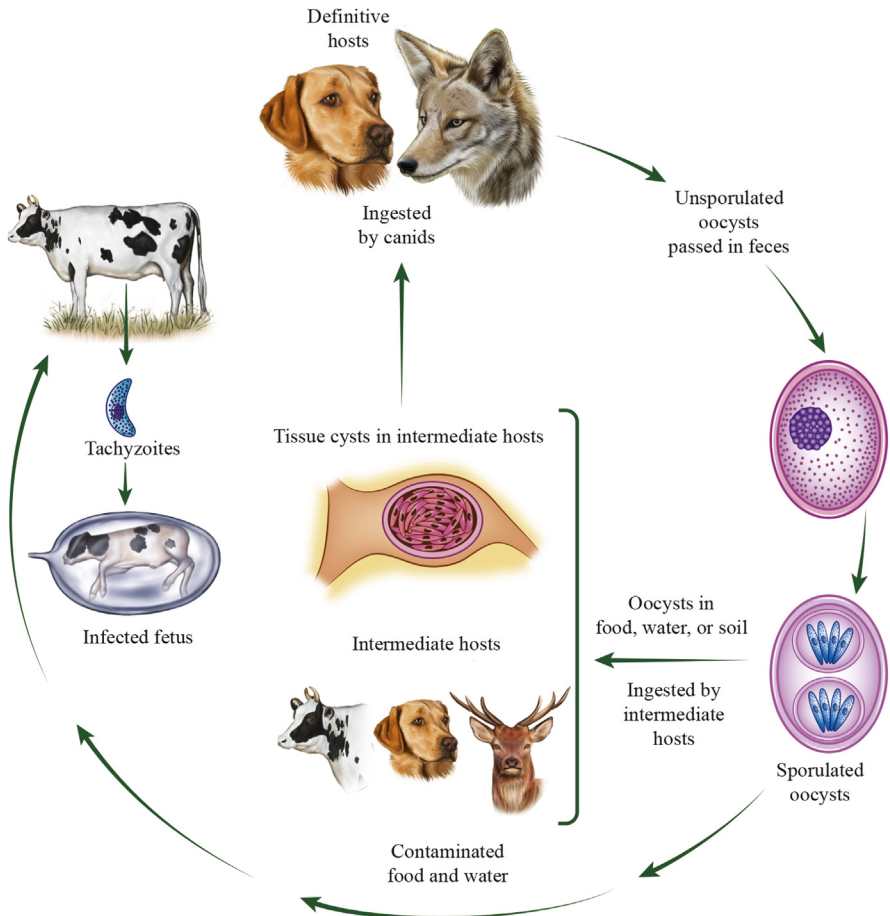 Definitive
hosts
Ingested
by canids
Unsporulated
oocysts
passed in feces
Tachyzoites
Infected fetus
Tissue cysts in intermediate hosts
Intermediate hosts
Oocysts in
food, water, or soil
Ingested by
intermediate
hosts
Sporulated
oocysts
Contaminated
food and water